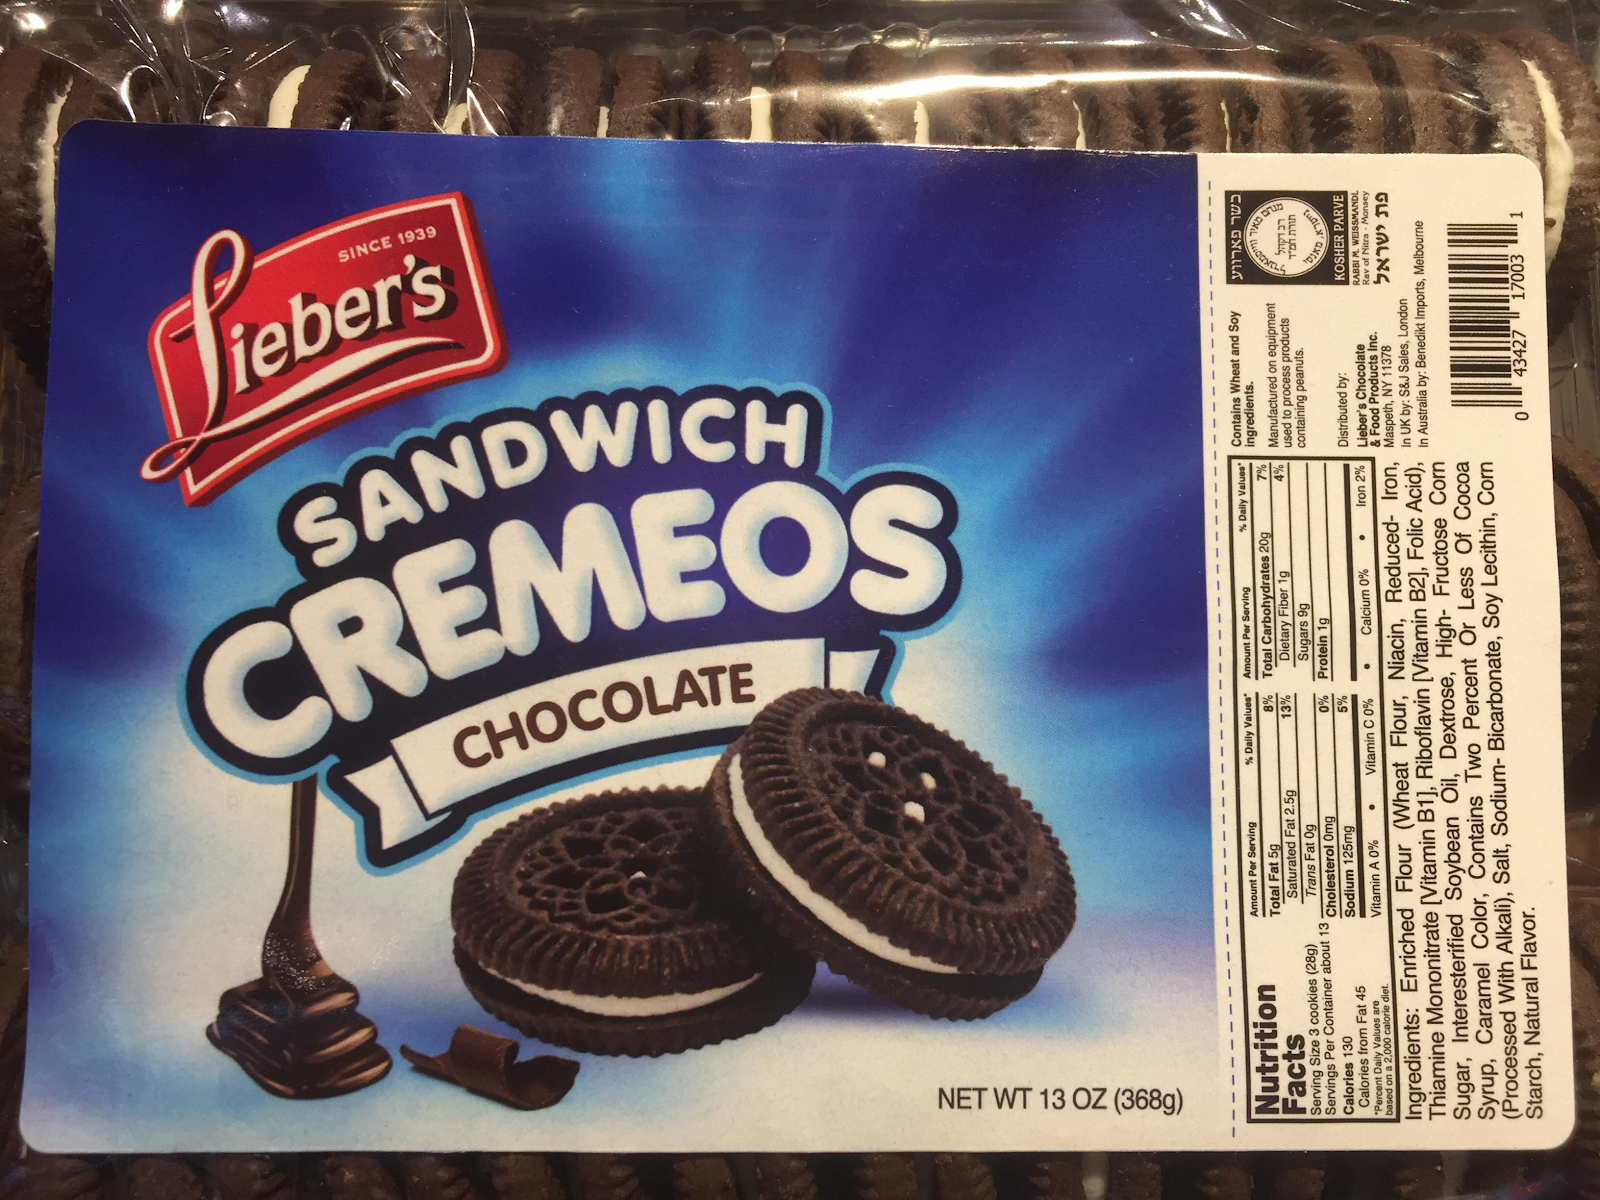 SINCE 1939
Lieber's
SANDWICH
CREMEOS
CHOCOLATE
NET WT 13 OZ (368g)
Nutrition
Facts
Serving Size 3 cookies (28g)
Servings Per Container about 13
Calories 130
Calories from Fat 45
*Percent Daily Values are
based on a 2,000 calorie diet.
Amount Per Serving % Daily Values*
Total Fat 5g 8%
Saturated Fat 2.5g 13%
Trans Fat 0g
Cholesterol 0mg 0%
Sodium 125mg 5%
Amount Per Serving % Daily Values*
Total Carbohydrates 20g 7%
Dietary Fiber 1g 4%
Sugars 9g
Protein 1g
Vitamin A 0% • Vitamin C 0% • Calcium 0% • Iron 2%
Ingredients: Enriched Flour (Wheat Flour, Niacin, Reduced- Iron,
Thiamine Mononitrate [Vitamin B1], Riboflavin [Vitamin B2], Folic Acid),
Sugar, Interesterified Soybean Oil, Dextrose, High- Fructose Corn
Syrup, Caramel Color, Contains Two Percent Or Less Of Cocoa
(Processed With Alkali), Salt, Sodium- Bicarbonate, Soy Lecithin, Corn
Starch, Natural Flavor.
Contains Wheat and Soy
ingredients.
Manufactured on equipment
used to process products
containing peanuts.
Distributed by:
Lieber's Chocolate
& Food Products Inc.
Maspeth, NY 11378
In UK by: S&J Sales, London
In Australia by: Benedikt Imports, Melbourne
כשר פארווע
מנחם מאיר ווייסמאנדל
רב דקהל
תורת חמ"ד
KOSHER PARVE
RABBI M. WEISSMANDL
Rav of Nitra - Monsey
פת ישראל
0 43427 17003 1